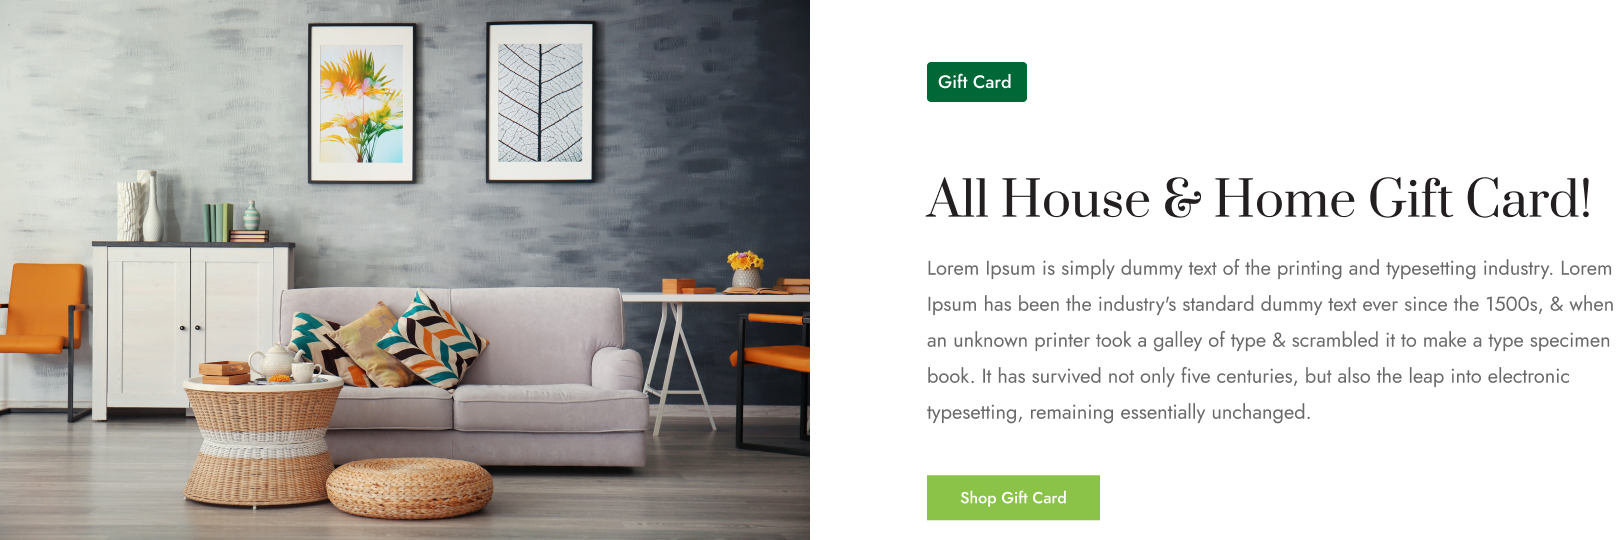 Gift Card
All House & Home Gift Card!
Lorem Ipsum is simply dummy text of the printing and typesetting industry. Lorem
Ipsum has been the industry's standard dummy text ever since the 1500s, & when
an unknown printer took a galley of type & scrambled it to make a type specimen
book. It has survived not only five centuries, but also the leap into electronic
typesetting, remaining essentially unchanged.
Shop Gift Card